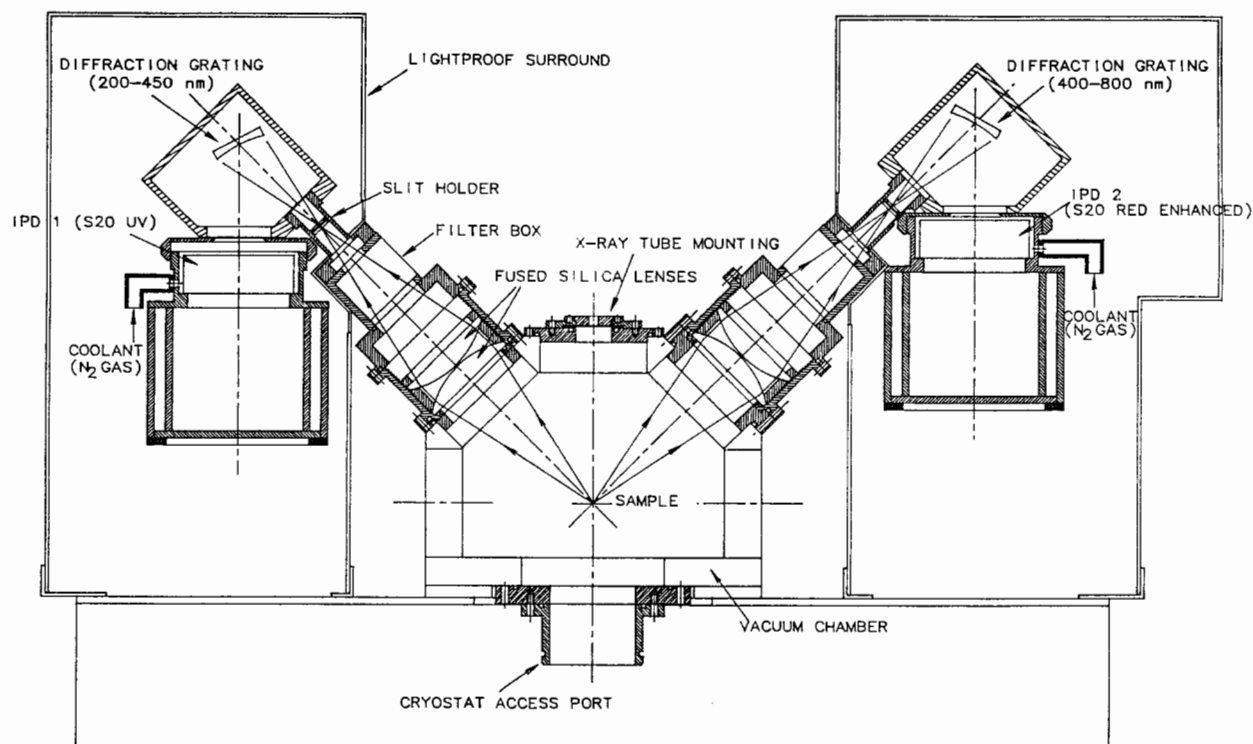 DIFFRACTION GRATING
(200-450 nm)
LIGHTPROOF SURROUND
DIFFRACTION GRATING
(400-800 nm)
SLIT HOLDER
IPD 1 (S20 UV)
FILTER BOX
X-RAY TUBE MOUNTING
IPD 2
(S20 RED ENHANCED)
FUSED SILICA LENSES
COOLANT
(N2 GAS)
COOLANT
(N2 GAS)
SAMPLE
VACUUM CHAMBER
CRYOSTAT ACCESS PORT